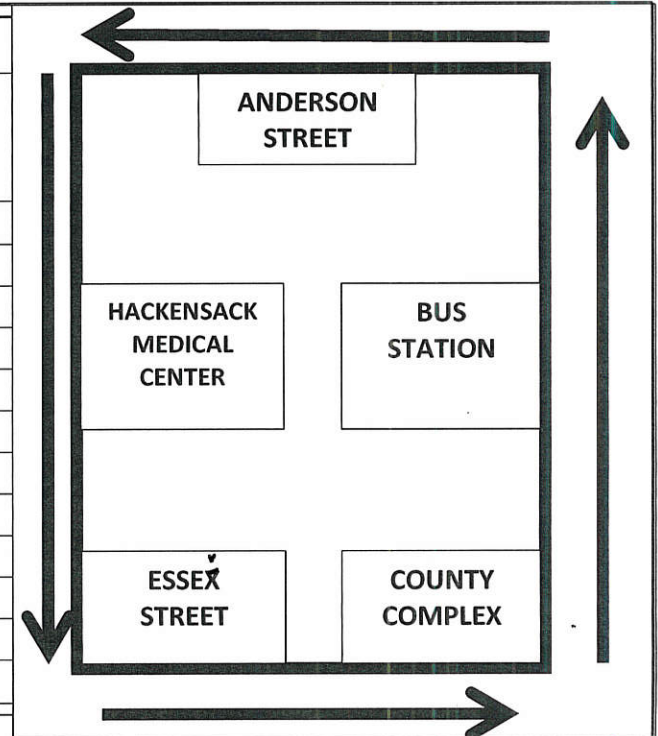 ANDERSON
STREET
HACKENSACK
MEDICAL
CENTER
BUS
STATION
ESSEX
STREET
COUNTY
COMPLEX